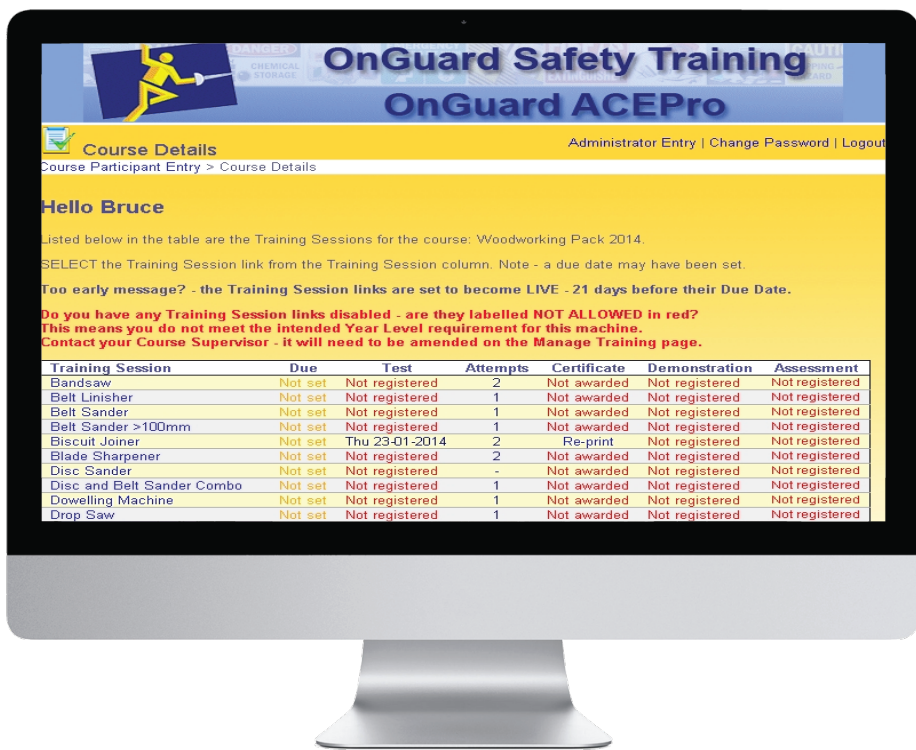 DANGER
CHEMICAL
STORAGE
OnGuard Safety Training
OnGuard ACEPro
Course Details
Administrator Entry | Change Password | Logout
Course Participant Entry > Course Details
Hello Bruce
Listed below in the table are the Training Sessions for the course: Woodworking Pack 2014.
SELECT the Training Session link from the Training Session column. Note - a due date may have been set.
Too early message? - the Training Session links are set to become LIVE - 21 days before their Due Date.
Do you have any Training Session links disabled - are they labelled NOT ALLOWED in red?
This means you do not meet the intended Year Level requirement for this machine.
Contact your Course Supervisor - it will need to be amended on the Manage Training page.
Training Session Due Test Attempts Certificate Demonstration Assessment
Bandsaw Not set Not registered 2 Not awarded Not registered Not registered
Belt Linisher Not set Not registered 1 Not awarded Not registered Not registered
Belt Sander Not set Not registered 1 Not awarded Not registered Not registered
Belt Sander >100mm Not set Not registered 1 Not awarded Not registered Not registered
Biscuit Joiner Not set Thu 23-01-2014 2 Re-print Not registered Not registered
Blade Sharpener Not set Not registered 2 Not awarded Not registered Not registered
Disc Sander Not set Not registered - Not awarded Not registered Not registered
Disc and Belt Sander Combo Not set Not registered 1 Not awarded Not registered Not registered
Dowelling Machine Not set Not registered 1 Not awarded Not registered Not registered
Drop Saw Not set Not registered 1 Not awarded Not registered Not registered